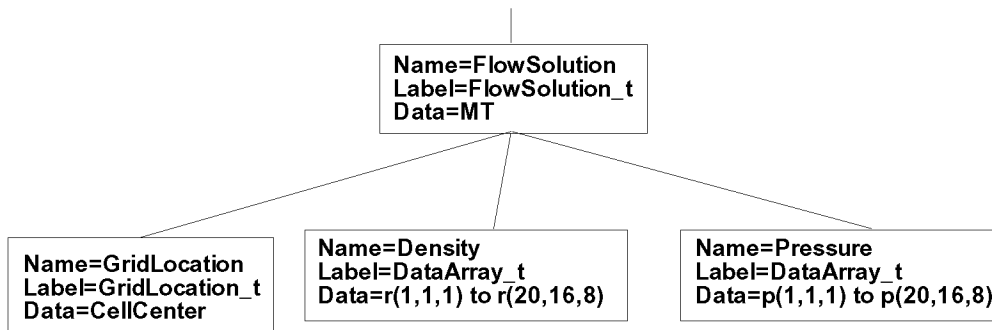 Name=FlowSolution
Label=FlowSolution_t
Data=MT
Name=GridLocation
Label=GridLocation_t
Data=CellCenter
Name=Density
Label=DataArray_t
Data=r(1,1,1) to r(20,16,8)
Name=Pressure
Label=DataArray_t
Data=p(1,1,1) to p(20,16,8)